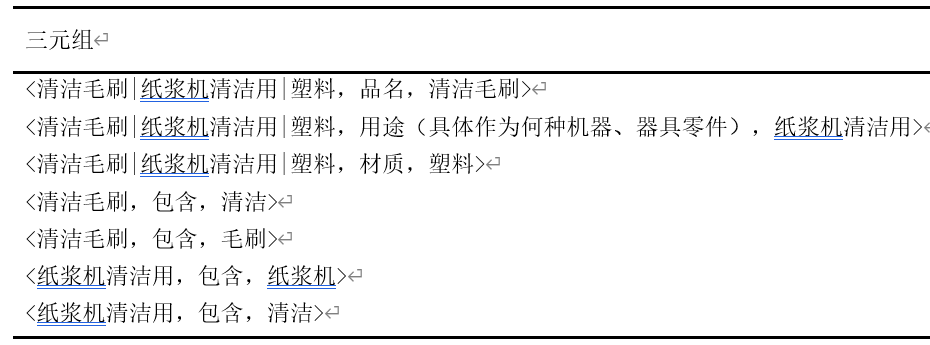 三元组
<清洁毛刷|纸浆机清洁用|塑料，品名，清洁毛刷>
<清洁毛刷|纸浆机清洁用|塑料，用途（具体作为何种机器、器具零件），纸浆机清洁用>
<清洁毛刷|纸浆机清洁用|塑料，材质，塑料>
<清洁毛刷，包含，清洁>
<清洁毛刷，包含，毛刷>
<纸浆机清洁用，包含，纸浆机>
<纸浆机清洁用，包含，清洁>